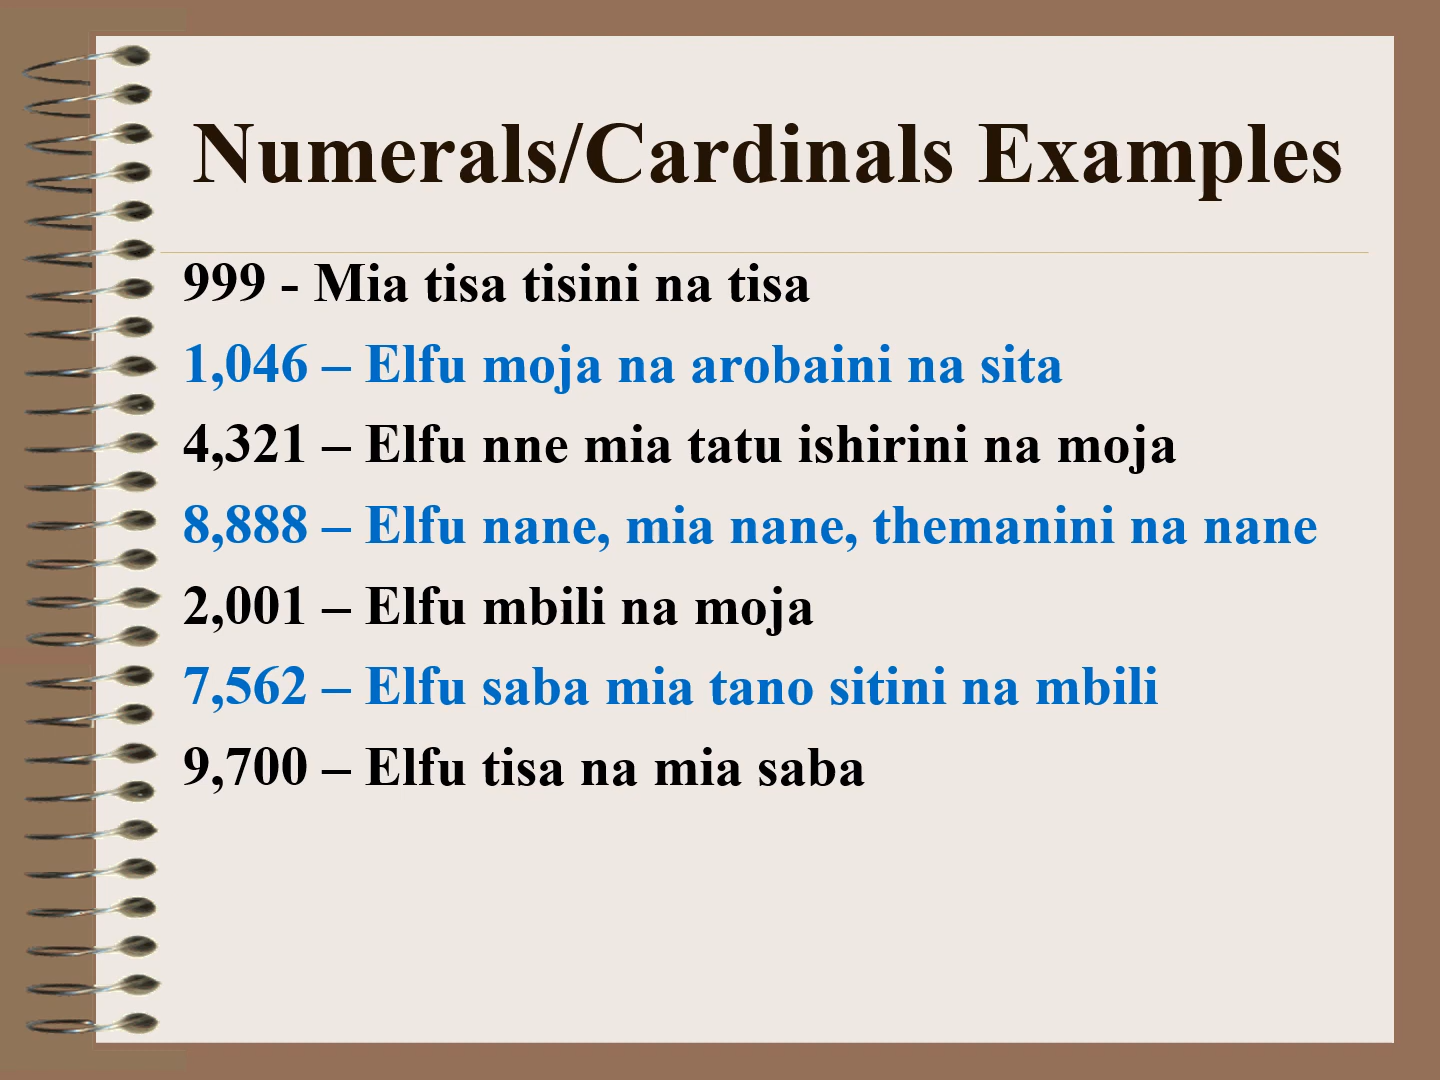 Numerals/Cardinals Examples
999 - Mia tisa tisini na tisa
1,046 – Elfu moja na arobaini na sita
4,321 – Elfu nne mia tatu ishirini na moja
8,888 – Elfu nane, mia nane, themanini na nane
2,001 – Elfu mbili na moja
7,562 – Elfu saba mia tano sitini na mbili
9,700 – Elfu tisa na mia saba